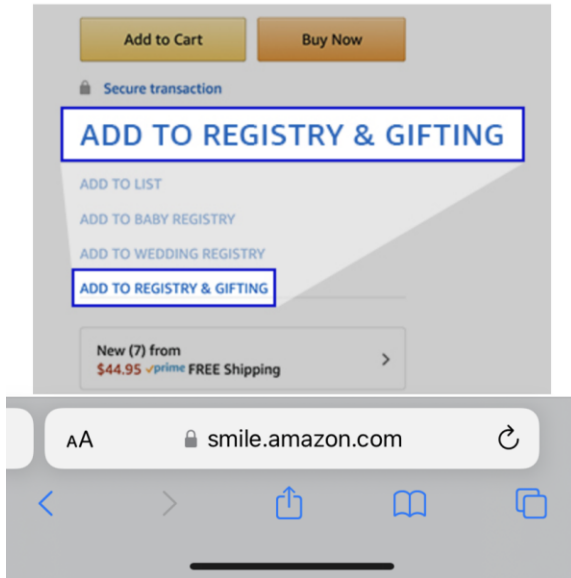 Add to Cart
Buy Now
Secure transaction
ADD TO REGISTRY & GIFTING
ADD TO LIST
ADD TO BABY REGISTRY
ADD TO WEDDING REGISTRY
ADD TO REGISTRY & GIFTING
New (7) from
$44.95 prime FREE Shipping
AA smile.amazon.com